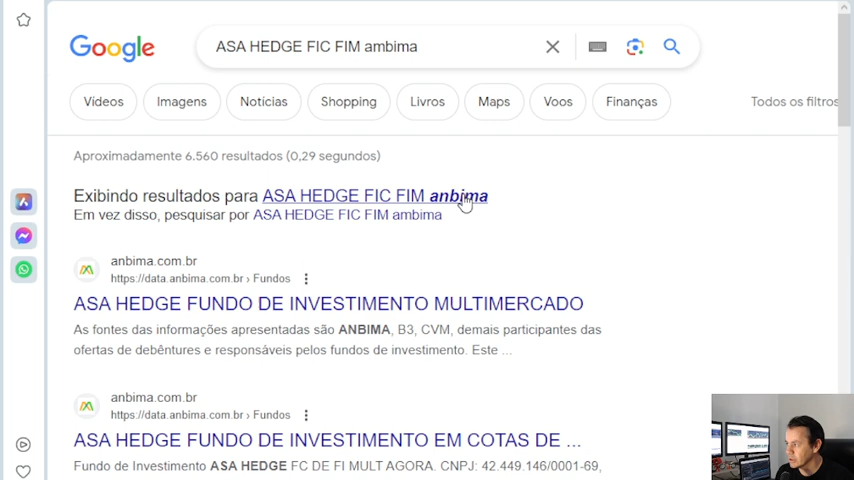 Google
ASA HEDGE FIC FIM ambima
Vídeos
Imagens
Notícias
Shopping
Livros
Maps
Voos
Finanças
Todos os filtros
Aproximadamente 6.560 resultados (0,29 segundos)
Exibindo resultados para ASA HEDGE FIC FIM anbima
Em vez disso, pesquisar por ASA HEDGE FIC FIM ambima
anbima.com.br
https://data.anbima.com.br › Fundos
ASA HEDGE FUNDO DE INVESTIMENTO MULTIMERCADO
As fontes das informações apresentadas são ANBIMA, B3, CVM, demais participantes das
ofertas de debêntures e responsáveis pelos fundos de investimento. Este ...
anbima.com.br
https://data.anbima.com.br › Fundos
ASA HEDGE FUNDO DE INVESTIMENTO EM COTAS DE ...
Fundo de Investimento ASA HEDGE FC DE FI MULT AGORA. CNPJ: 42.449.146/0001-69,